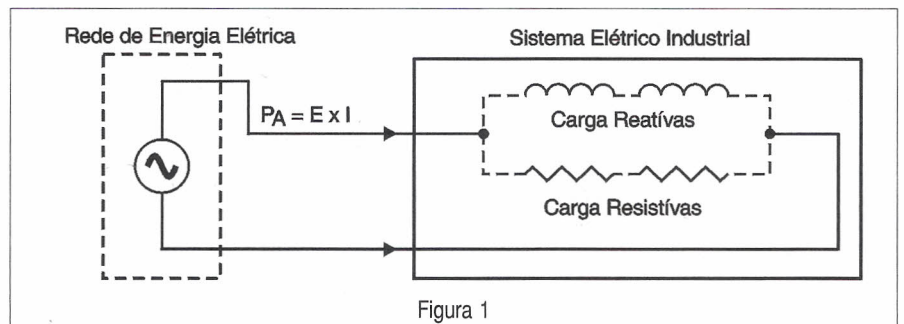 Rede de Energia Elétrica
Sistema Elétrico Industrial
PA = E x I
Carga Reatívas
Carga Resistívas
Figura 1